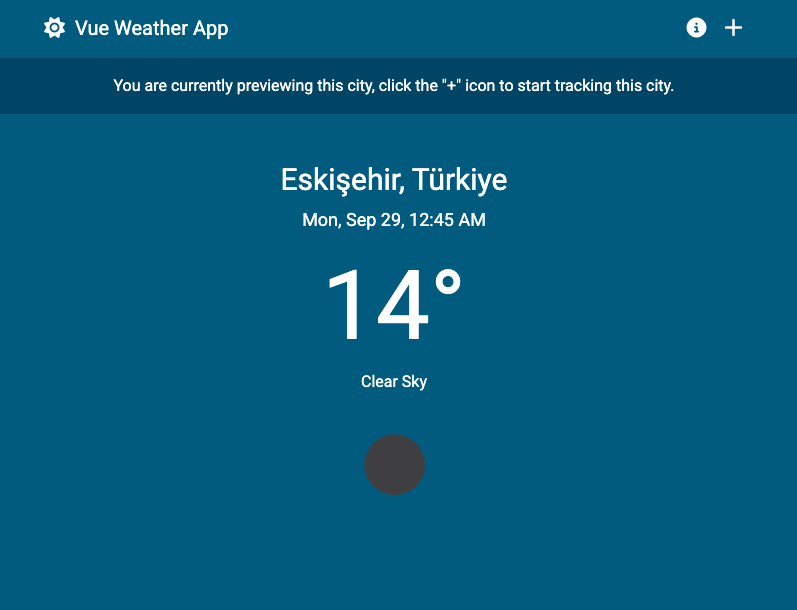 Vue Weather App
You are currently previewing this city, click the "+" icon to start tracking this city.
Eskişehir, Türkiye
Mon, Sep 29, 12:45 AM
14°
Clear Sky